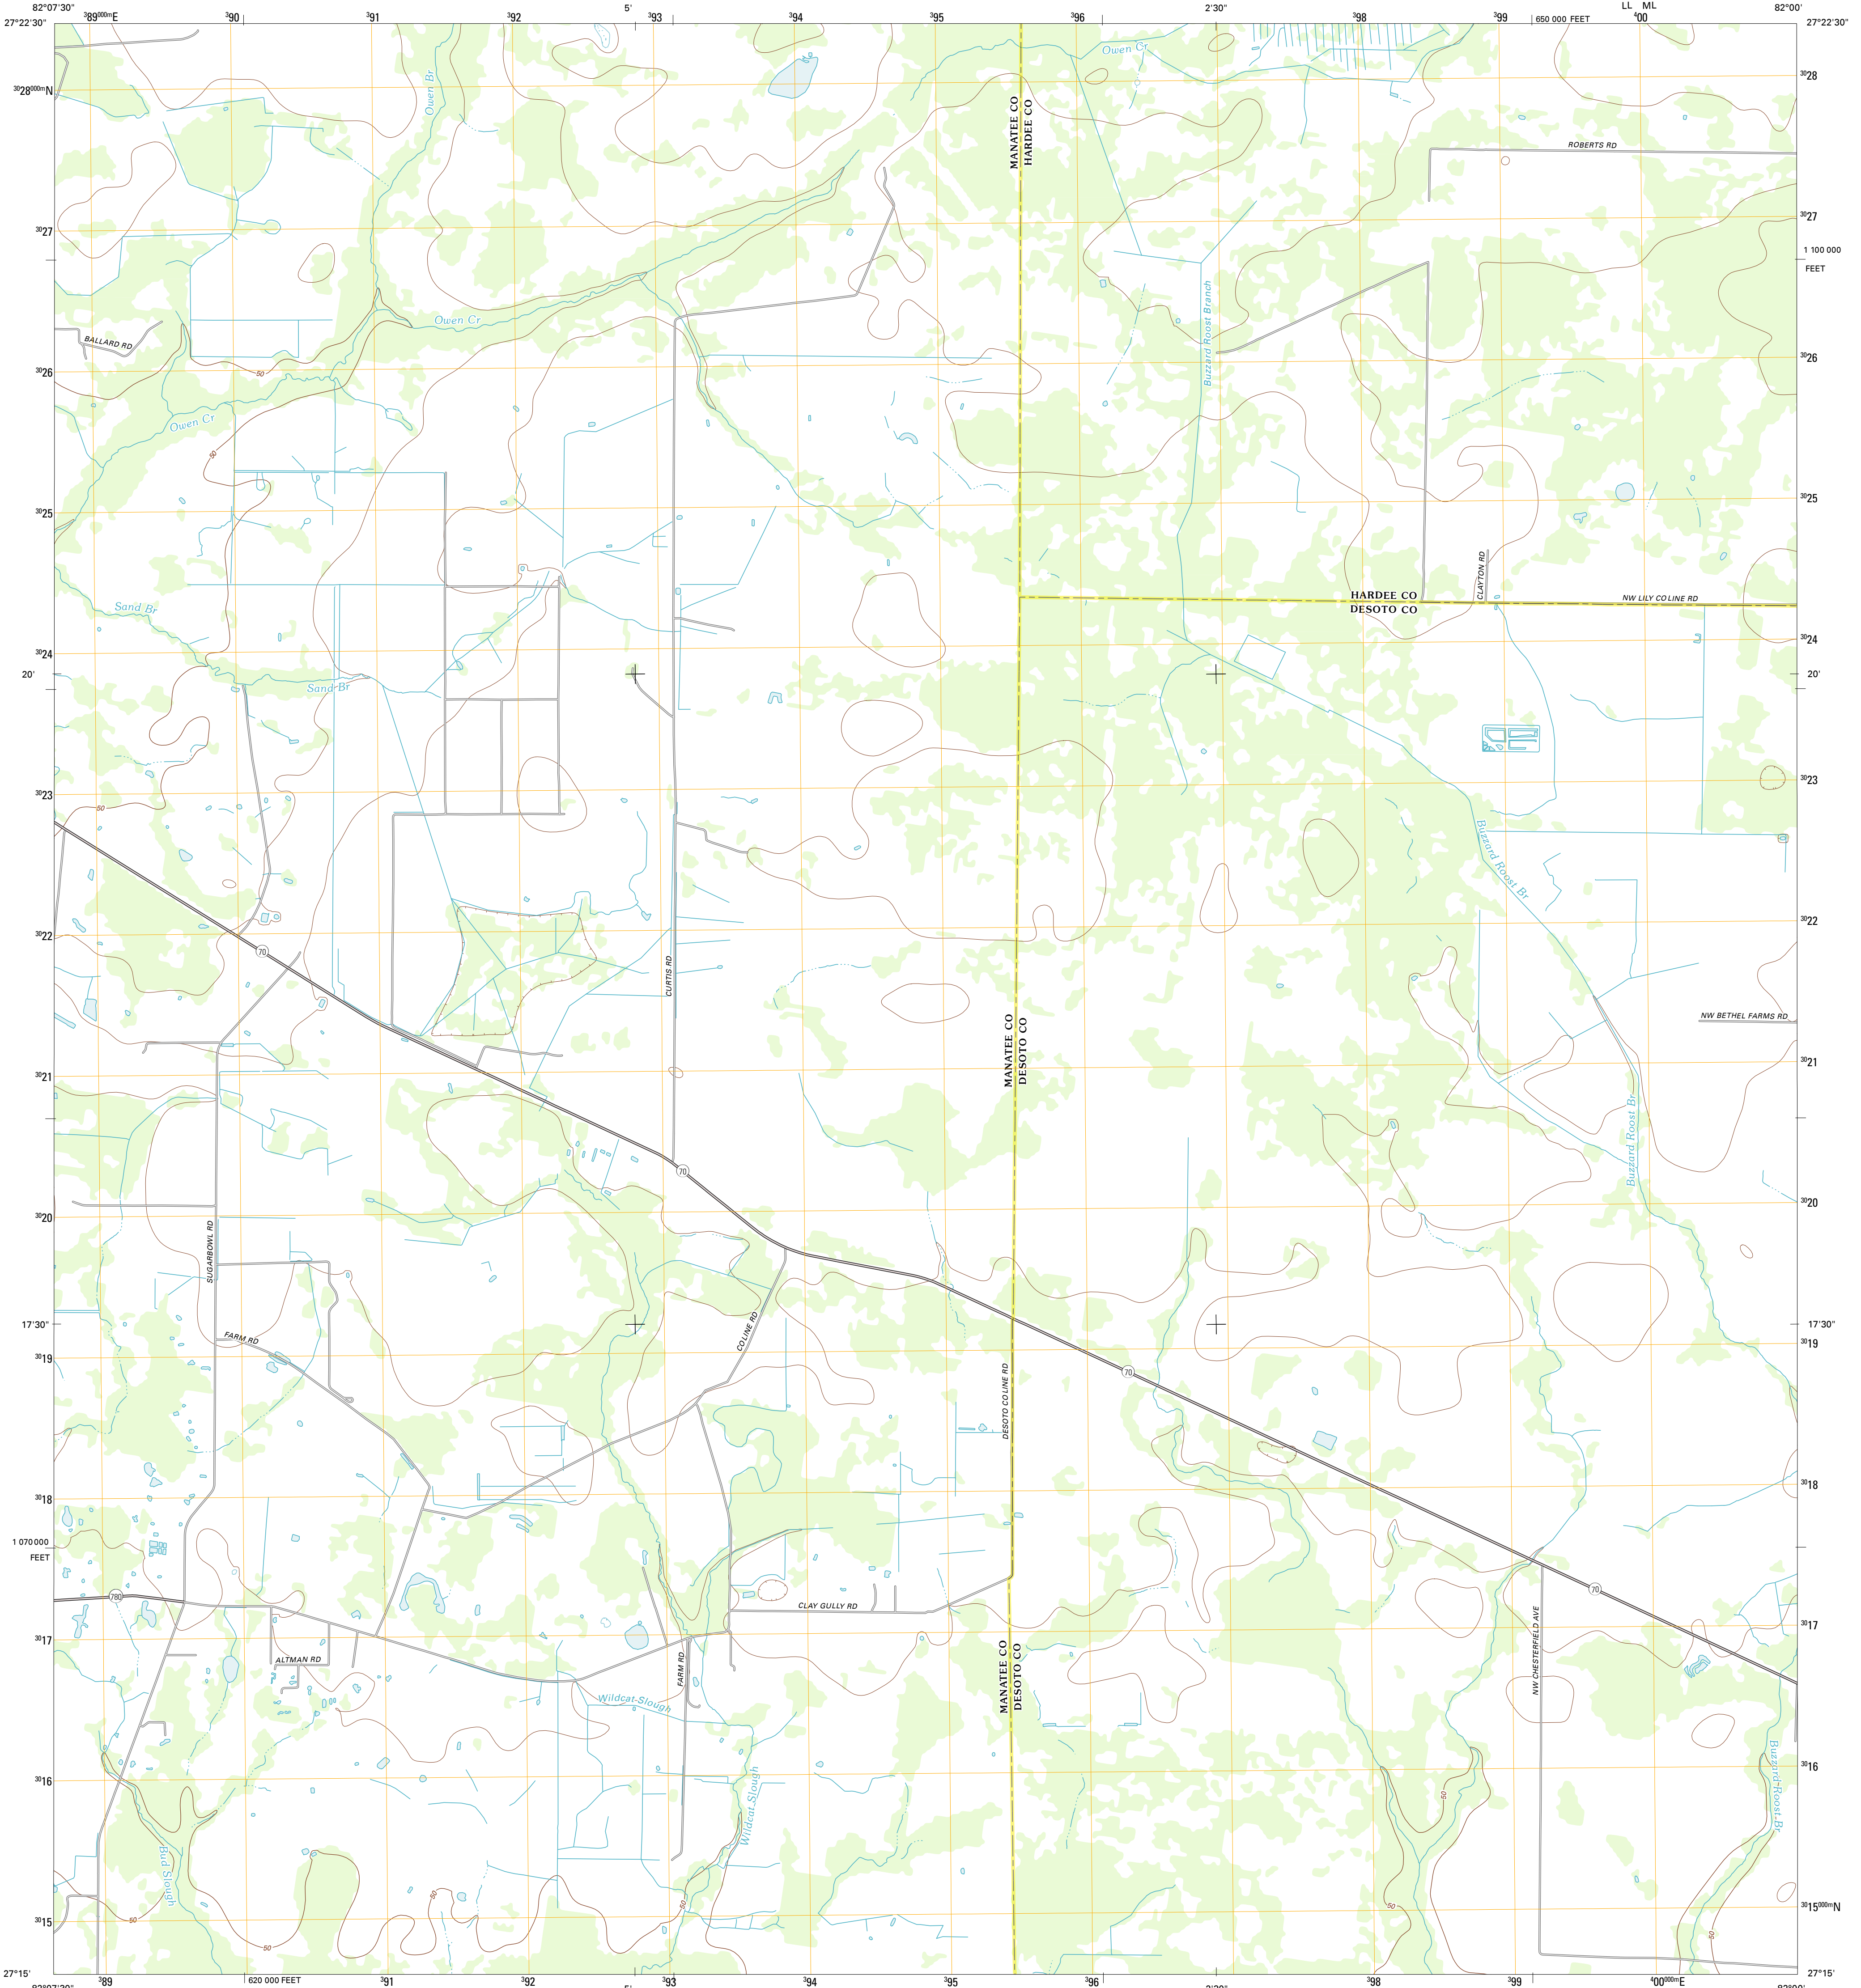 82°07'30"
³89⁰⁰⁰ᵐE
³90
³91
³92
5'
³93
³94
³95
³96
2'30"
³98
³99
650 000 FEET
LL ML
⁴00
82°00'
27°22'30"
27°22'30"
Owen Cr
Owen Br
³⁰28⁰⁰⁰ᵐN
³⁰28
MANATEE CO
HARDEE CO
ROBERTS RD
³⁰27
³⁰27
1 100 000
FEET
Buzzard Roost Branch
Owen Cr
BALLARD RD
³⁰26
³⁰26
50
Owen Cr
50
³⁰25
³⁰25
CLAYTON RD
HARDEE CO
DESOTO CO
NW LILY CO LINE RD
Sand Br
³⁰24
³⁰24
20'
20'
Sand Br
50
³⁰23
³⁰23
Buzzard Roost Br
³⁰22
³⁰22
70
CURTIS RD
MANATEE CO
DESOTO CO
NW BETHEL FARMS RD
³⁰21
³⁰21
Buzzard Roost Br
70
³⁰20
³⁰20
SUGARBOWL RD
17'30"
17'30"
FARM RD
CO LINE RD
³⁰19
³⁰19
70
DESOTO CO LINE RD
³⁰18
³⁰18
1 070 000
FEET
780
70
CLAY GULLY RD
NW CHESTERFIELD AVE
³⁰17
³⁰17
ALTMAN RD
FARM RD
MANATEE CO
DESOTO CO
Wildcat Slough
³⁰16
³⁰16
Buzzard Roost Br
Wildcat Slough
50
Bud Slough
50
50
50
50
50
50
³⁰15
³⁰15⁰⁰⁰ᵐN
27°15'
27°15'
³89
620 000 FEET
³91
³92
³93
³95
³96
³98
³99
⁴00⁰⁰⁰ᵐE